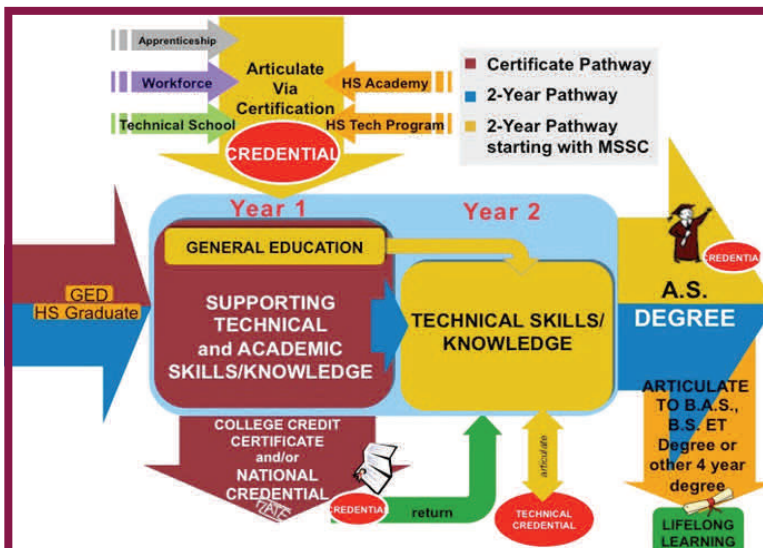 Apprenticeship
Workforce
Technical School
Articulate
Via
Certification
HS Academy
HS Tech Program
CREDENTIAL
Certificate Pathway
2-Year Pathway
2-Year Pathway
starting with MSSC
Year 1
Year 2
GENERAL EDUCATION
GED
HS Graduate
SUPPORTING
TECHNICAL
and ACADEMIC
SKILLS/KNOWLEDGE
TECHNICAL SKILLS/
KNOWLEDGE
CREDENTIAL
A.S.
DEGREE
COLLEGE CREDIT
CERTIFICATE
and/or
NATIONAL
CREDENTIAL
CREDENTIAL
return
articulate
TECHNICAL
CREDENTIAL
ARTICULATE
TO B.A.S.,
B.S. ET
Degree or
other 4 year
degree
LIFELONG
LEARNING